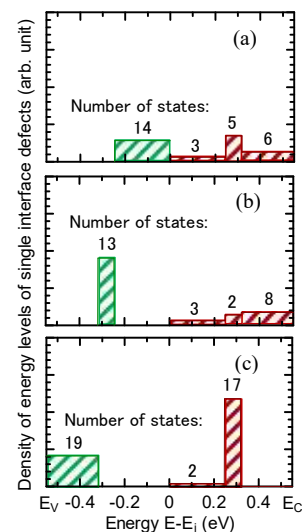 Density of energy levels of single interface defects (arb. unit)
(a)
Number of states:
14
3
5
6
(b)
Number of states:
13
3
2
8
(c)
Number of states:
19
2
17
E_V -0.4 -0.2 0 0.2 0.4 E_C
Energy E-E_i (eV)